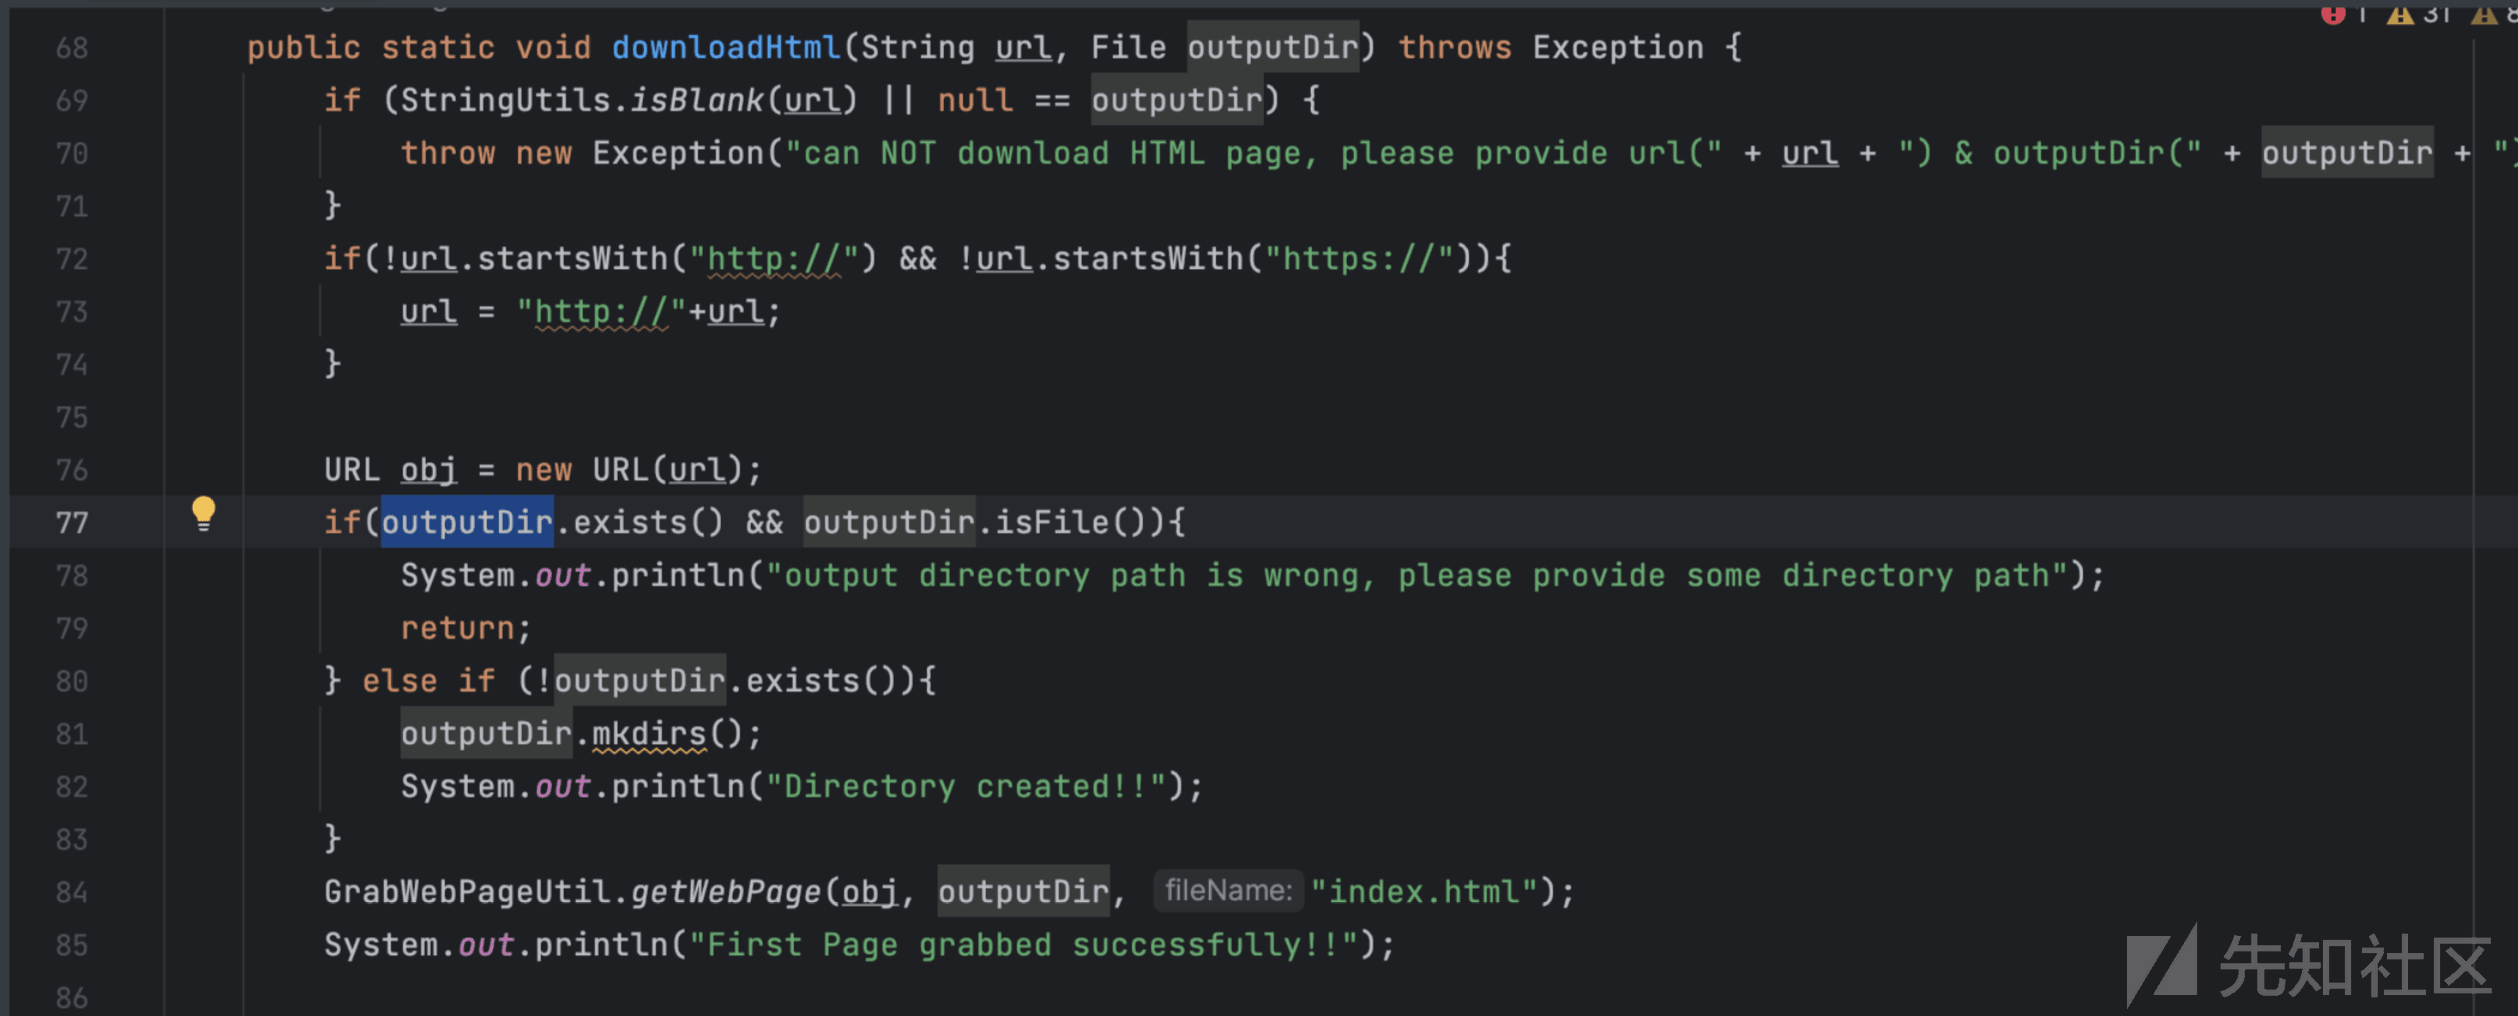 1 31 8
68 public static void downloadHtml(String url, File outputDir) throws Exception {
69 if (StringUtils.isBlank(url) || null == outputDir) {
70 throw new Exception("can NOT download HTML page, please provide url(" + url + ") & outputDir(" + outputDir + ")
71 }
72 if(!url.startsWith("http://") && !url.startsWith("https://")){
73 url = "http://"+url;
74 }
75
76 URL obj = new URL(url);
77 if(outputDir.exists() && outputDir.isFile()){
78 System.out.println("output directory path is wrong, please provide some directory path");
79 return;
80 } else if (!outputDir.exists()){
81 outputDir.mkdirs();
82 System.out.println("Directory created!!");
83 }
84 GrabWebPageUtil.getWebPage(obj, outputDir, fileName: "index.html");
85 System.out.println("First Page grabbed successfully!!");
86
先知社区